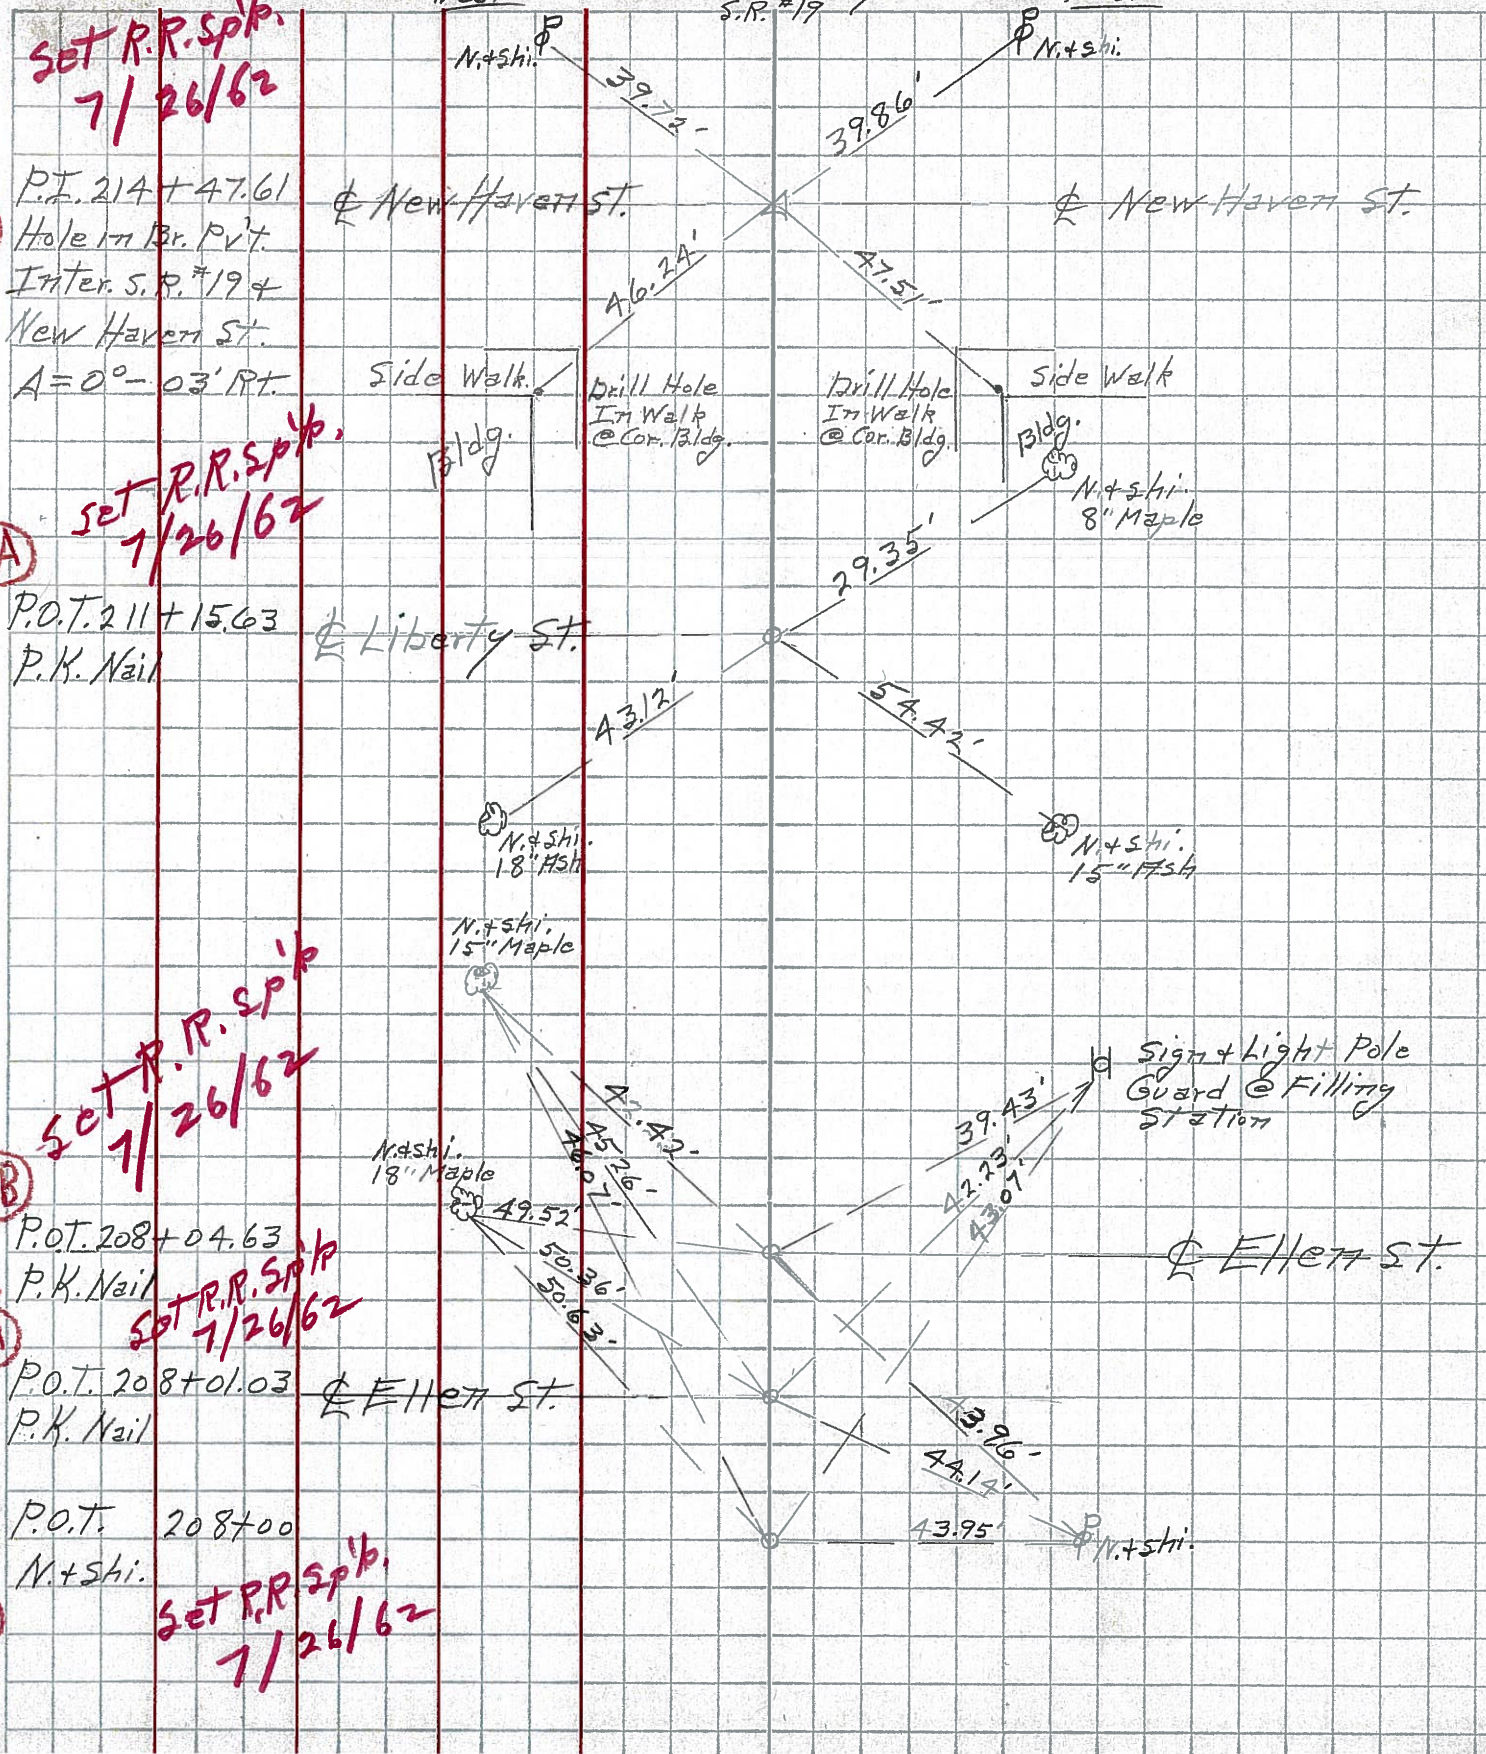 S.R. #19
Set R.R. Sp'k.
7/26/62
N.+shi.
N.+shi.
39.72'
39.86'
P.I. 214+47.61
Hole in Br. Pv't.
Inter. S.R. #19 &
New Haven St.
Δ=0°-03' Rt.
℄ New Haven St.
℄ New Haven St.
46.24'
47.51'
Side Walk
Bldg.
Drill Hole
In Walk
@ Cor. Bldg.
Drill Hole
In Walk
@ Cor. Bldg.
Side Walk
Bldg.
N.+shi.
8" Maple
Set R.R. Sp'k.
7/26/62
A
29.35'
P.O.T. 211+15.63
P.K. Nail
℄ Liberty St.
43.12'
54.42'
N.&shi.
18" Ash
N.+shi.
15" Ash
N.+shi.
15" Maple
Set R.R. Sp'k
7/26/62
Sign + Light Pole
Guard @ Filling
Station
42.42'
45.26'
46.07'
39.43'
42.23'
43.07'
N.&shi.
18" Maple
49.52'
50.36'
50.63'
B
P.O.T. 208+04.63
P.K. Nail
℄ Ellen St.
Set R.R. Sp'k
7/26/62
P.O.T. 208+01.03
P.K. Nail
℄ Ellen St.
43.96'
44.14'
43.95'
N.+shi.
P.O.T. 208+00
N.+shi.
Set R.R. Sp'k.
7/26/62